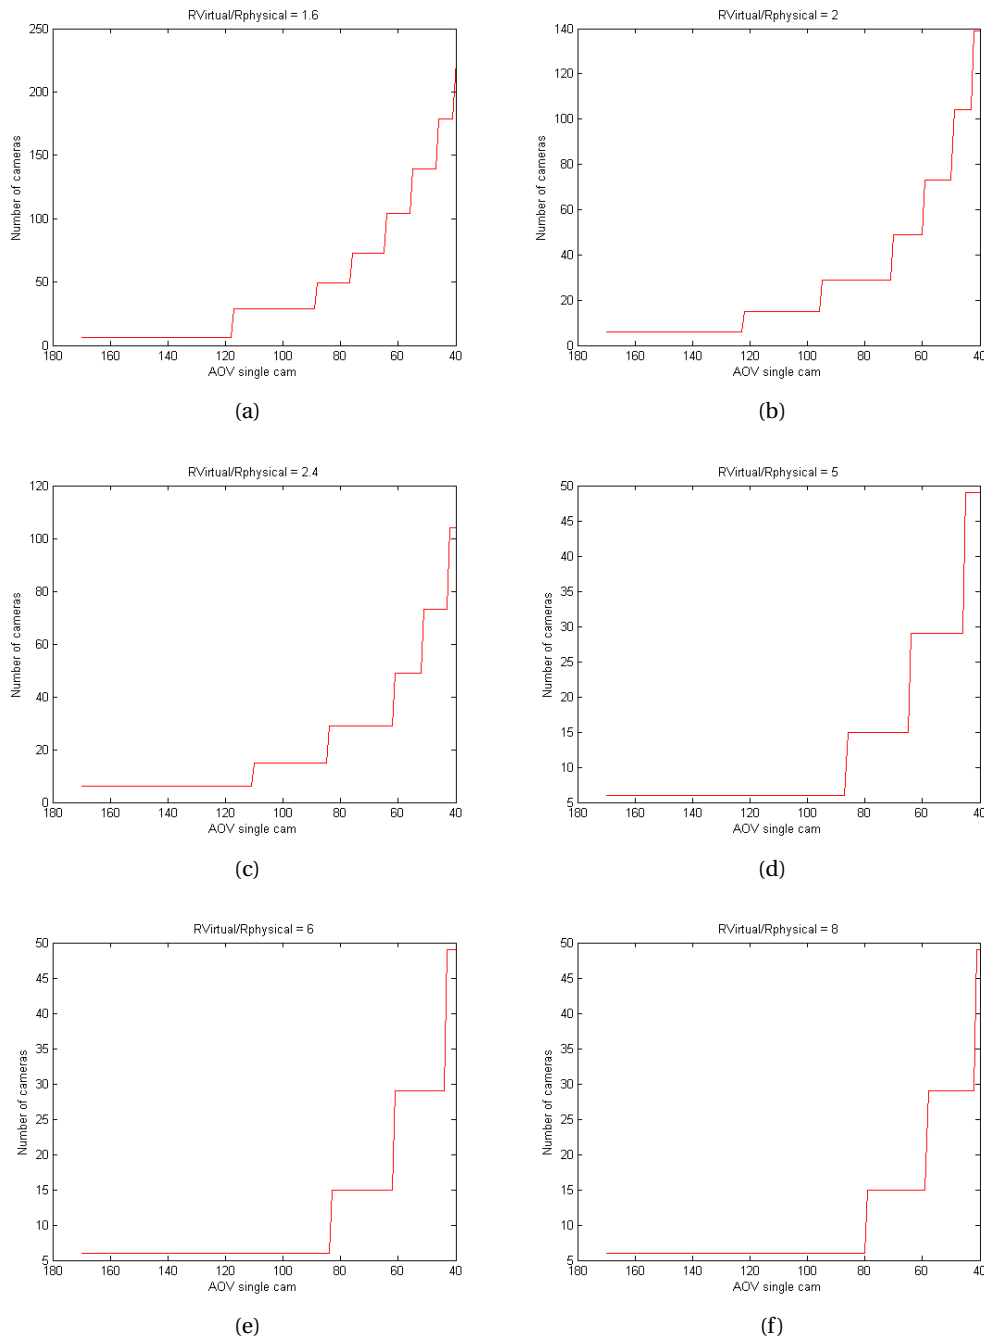 RVirtual/Rphysical = 1.6
250
200
150
100
50
0
Number of cameras
180 160 140 120 100 80 60 40
AOV single cam
(a)
RVirtual/Rphysical = 2
140
120
100
80
60
40
20
0
Number of cameras
180 160 140 120 100 80 60 40
AOV single cam
(b)
RVirtual/Rphysical = 2.4
120
100
80
60
40
20
0
Number of cameras
180 160 140 120 100 80 60 40
AOV single cam
(c)
RVirtual/Rphysical = 5
50
45
40
35
30
25
20
15
10
5
Number of cameras
180 160 140 120 100 80 60 40
AOV single cam
(d)
RVirtual/Rphysical = 6
50
45
40
35
30
25
20
15
10
5
Number of cameras
180 160 140 120 100 80 60 40
AOV single cam
(e)
RVirtual/Rphysical = 8
50
45
40
35
30
25
20
15
10
5
Number of cameras
180 160 140 120 100 80 60 40
AOV single cam
(f)